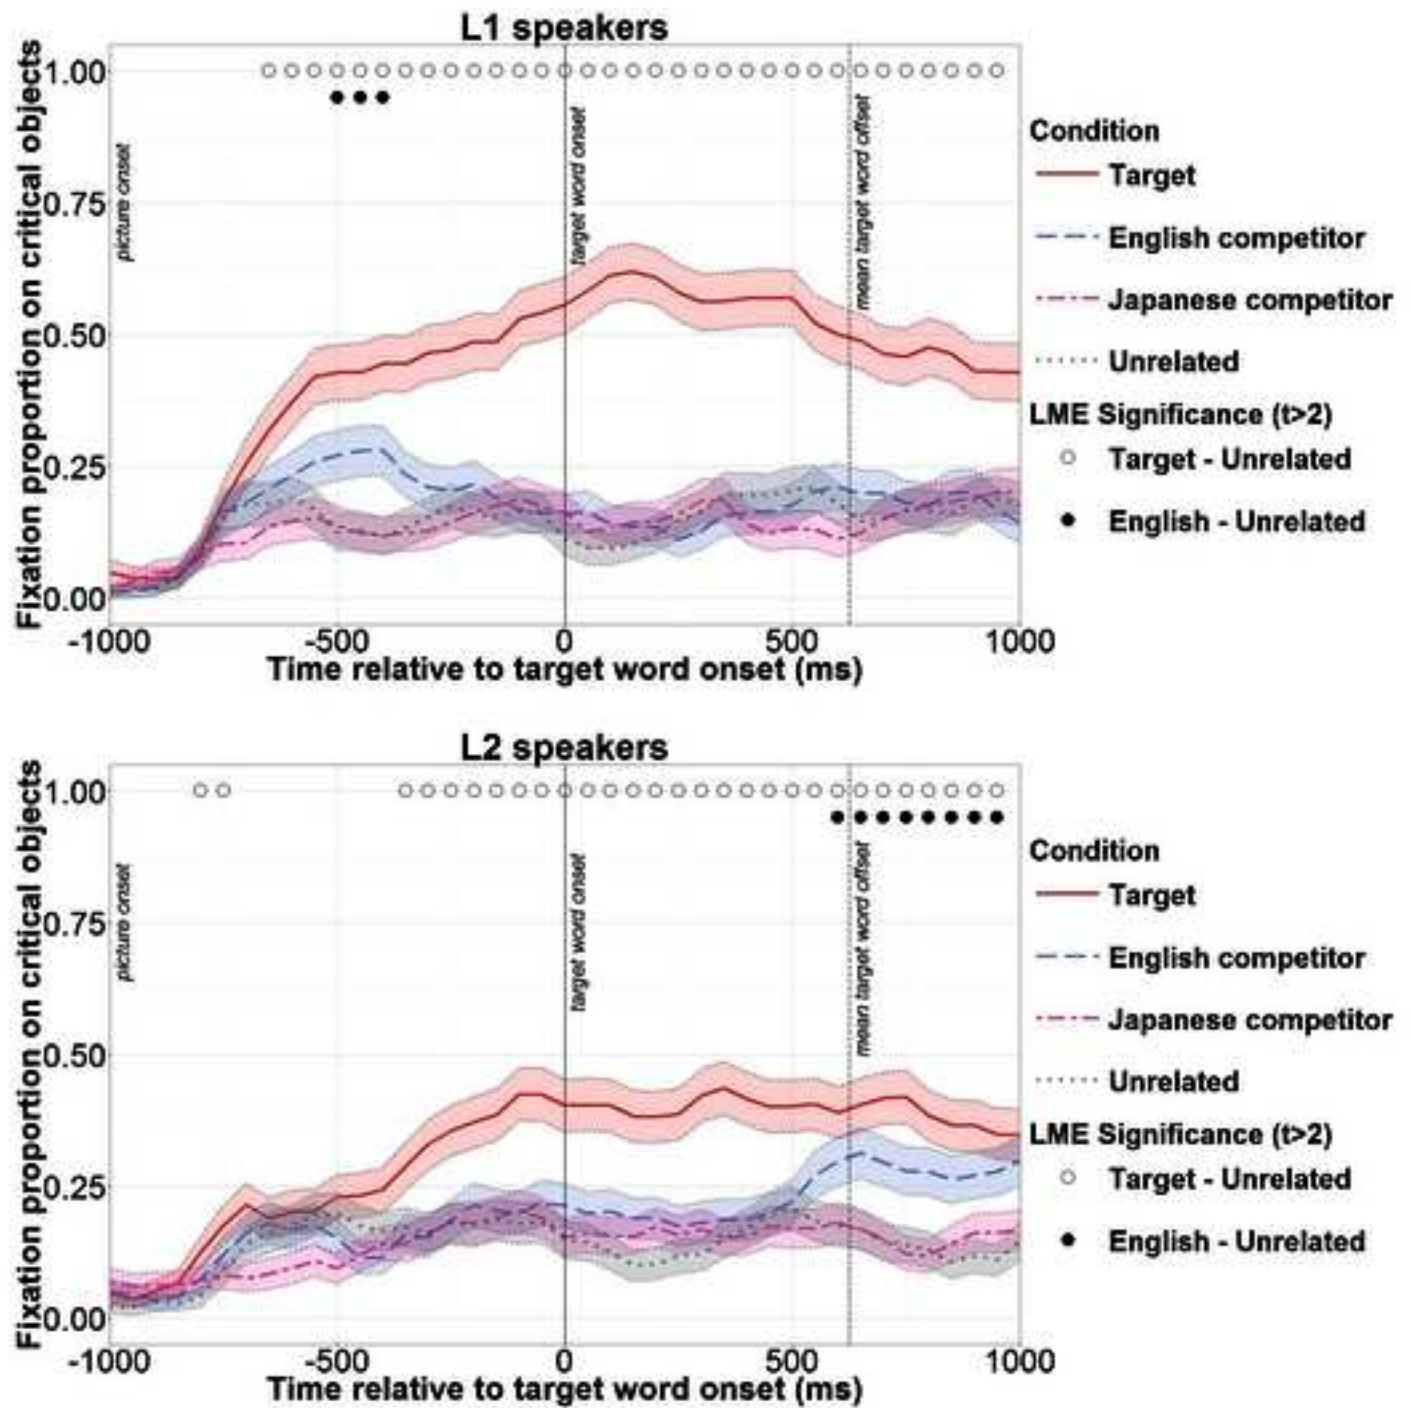 L1 speakers
Fixation proportion on critical objects
1.00
0.75
0.50
0.25
0.00
picture onset
target word onset
mean target word offset
-1000
-500
0
500
1000
Time relative to target word onset (ms)
Condition
Target
English competitor
Japanese competitor
Unrelated
LME Significance (t>2)
Target - Unrelated
English - Unrelated
L2 speakers
Fixation proportion on critical objects
1.00
0.75
0.50
0.25
0.00
picture onset
target word onset
mean target word offset
-1000
-500
0
500
1000
Time relative to target word onset (ms)
Condition
Target
English competitor
Japanese competitor
Unrelated
LME Significance (t>2)
Target - Unrelated
English - Unrelated